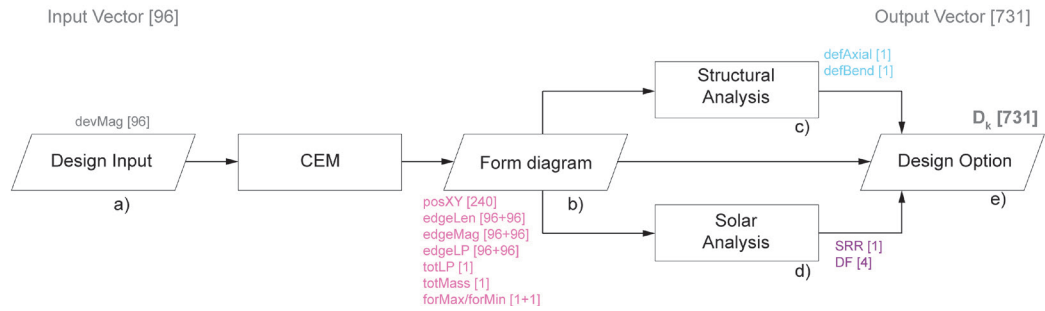 Input Vector [96]
Output Vector [731]
defAxial [1]
defBend [1]
Structural
Analysis
c)
devMag [96]
Dk [731]
Design Input
CEM
Form diagram
Design Option
a)
b)
e)
posXY [240]
edgeLen [96+96]
edgeMag [96+96]
edgeLP [96+96]
totLP [1]
totMass [1]
forMax/forMin [1+1]
Solar
Analysis
d)
SRR [1]
DF [4]